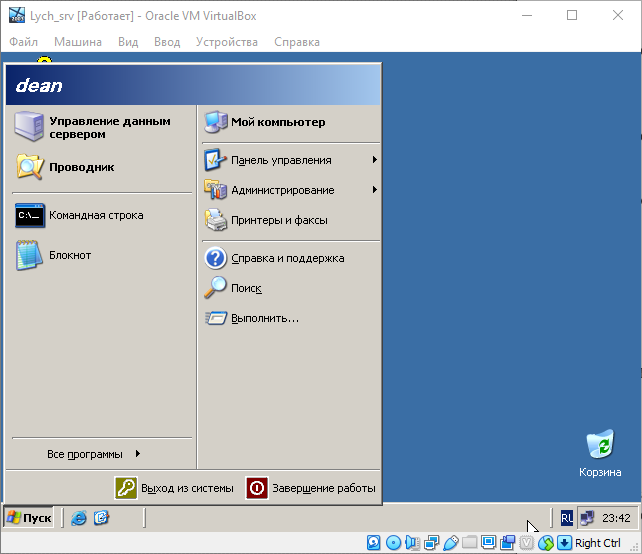 Lych_srv [Работает] - Oracle VM VirtualBox
Файл Машина Вид Ввод Устройства Справка
dean
Управление данным
сервером
Проводник
C:\_
Командная строка
Блокнот
Все программы
Мой компьютер
Панель управления
Администрирование
Принтеры и факсы
Справка и поддержка
Поиск
Выполнить...
Выход из системы Завершение работы
Корзина
Пуск
RU 23:42
Right Ctrl